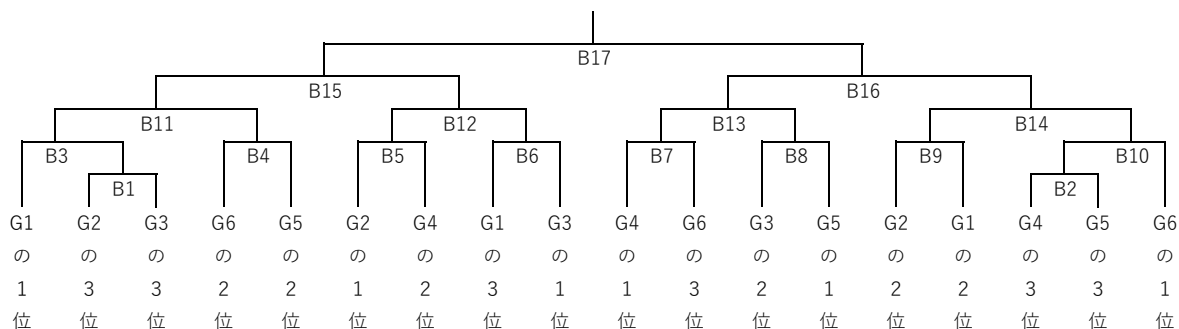 B17
B15 B16
B11 B12 B13 B14
B3 B4 B5 B6 B7 B8 B9 B10
B1 B2
G1 G2 G3 G6 G5 G2 G4 G1 G3 G4 G6 G3 G5 G2 G1 G4 G5 G6
の の の の の の の の の の の の の の の の の の
1 3 3 2 2 1 2 3 1 1 3 2 1 2 2 3 3 1
位 位 位 位 位 位 位 位 位 位 位 位 位 位 位 位 位 位